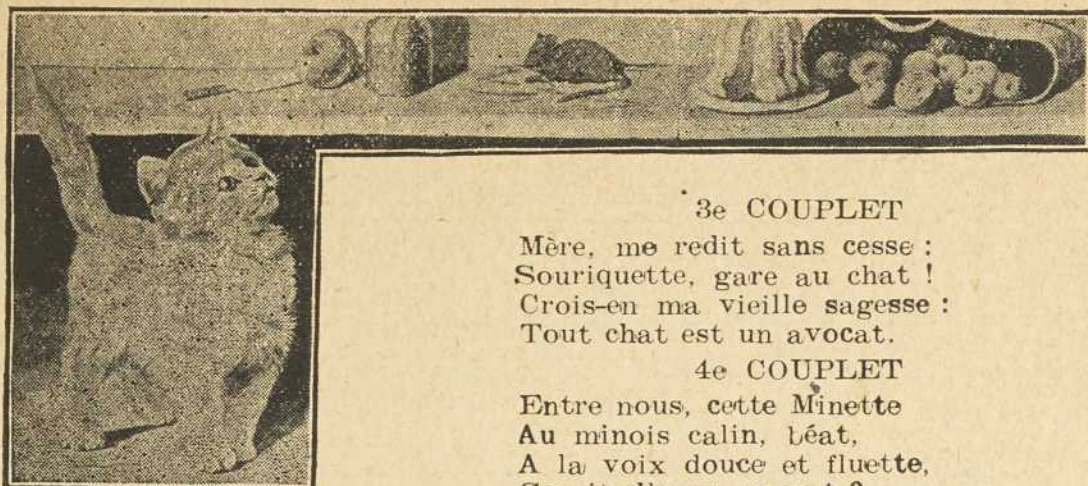 3e COUPLET
Mère, me redit sans cesse :
Souriquette, gare au chat !
Crois-en ma vieille sagesse :
Tout chat est un avocat.
4e COUPLET
Entre nous, cette Minette
Au minois calin, béat,
A la voix douce et fluette,